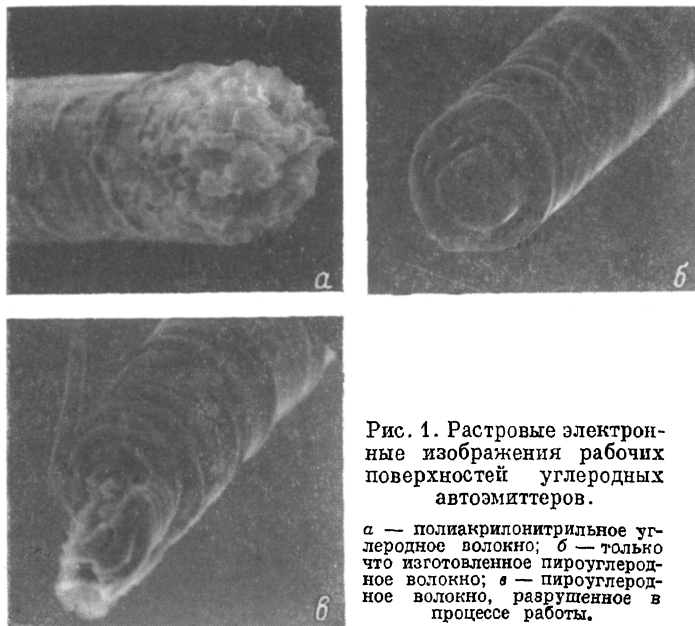 а
б
в
Рис. 1. Растровые электрон-
ные изображения рабочих
поверхностей углеродных
автоэмиттеров.
а — полиакрилонитрильное уг-
леродное волокно; б — только
что изготовленное пироуглерод-
ное волокно; в — пироуглерод-
ное волокно, разрушенное в
процессе работы.